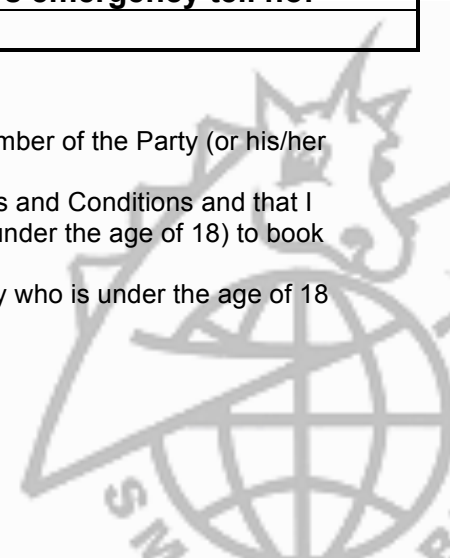 emergency tell no:
mber of the Party (or his/her
s and Conditions and that I
under the age of 18) to book
y who is under the age of 18
S M